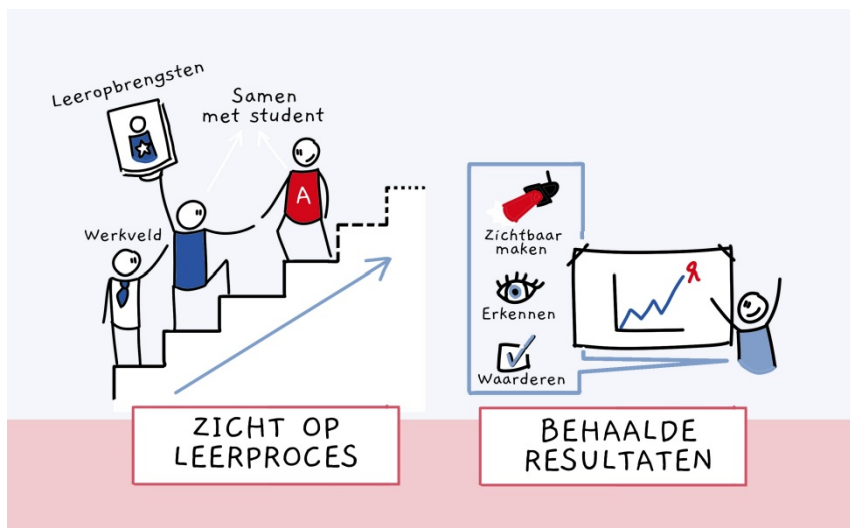 Leeropbrengsten
Samen
met student
A
Werkveld
Zichtbaar
maken
Erkennen
Waarderen
ZICHT OP
LEERPROCES
BEHAALDE
RESULTATEN